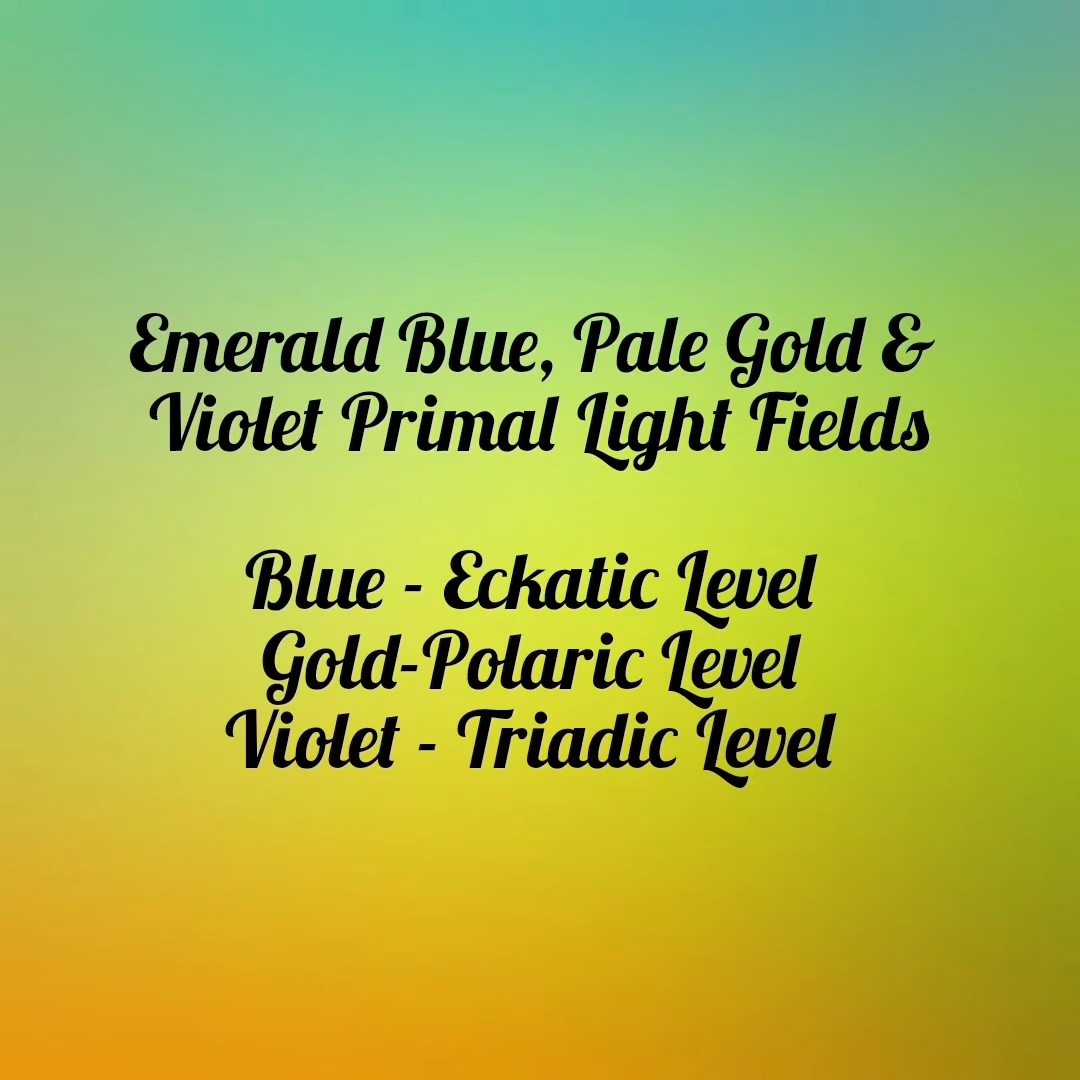 Emerald Blue, Pale Gold &
Violet Primal Light Fields
Blue - Eckatic Level
Gold-Polaric Level
Violet - Triadic Level